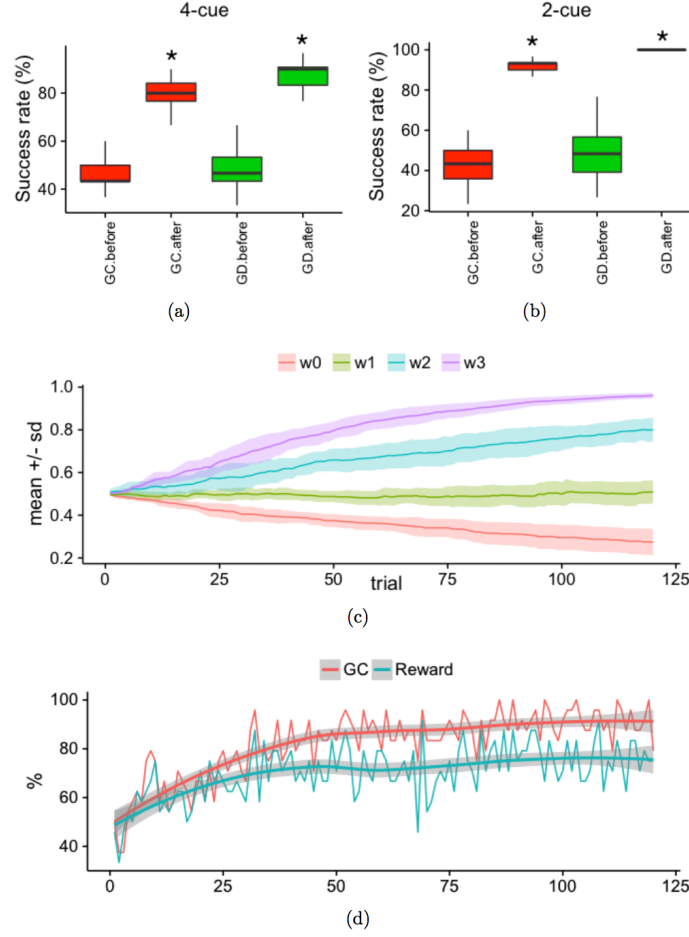 4-cue
2-cue
Success rate (%)
80
60
40
*
*
GC.before
GC.after
GD.before
GD.after
Success rate (%)
100
80
60
40
20
*
*
GC.before
GC.after
GD.before
GD.after
(a)
(b)
w0 w1 w2 w3
mean +/- sd
1.0
0.8
0.6
0.4
0.2
0 25 50 75 100 125
trial
(c)
GC Reward
%
100
80
60
40
0 25 50 75 100 125
(d)